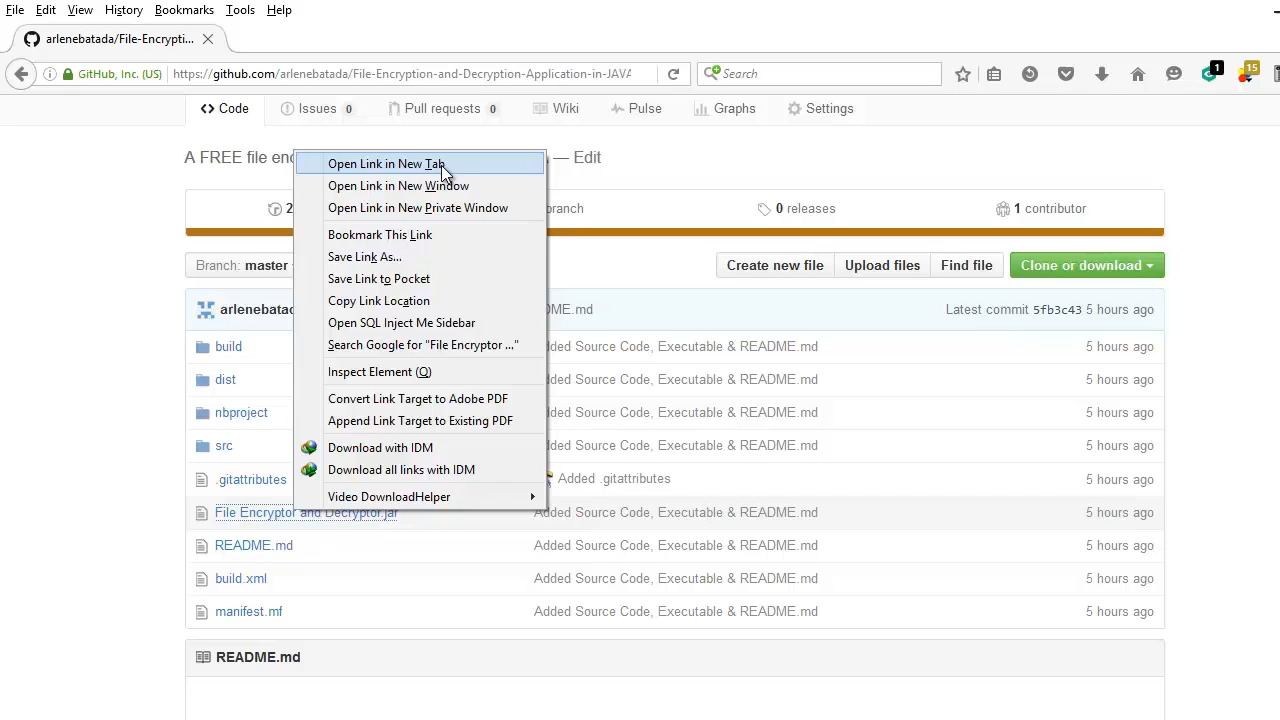 File Edit View History Bookmarks Tools Help
arlenebatada/File-Encrypti...
GitHub, Inc. (US) https://github.com/arlenebatada/File-Encryption-and-Decryption-Application-in-JAVA Search 1 15
Code Issues 0 Pull requests 0 Wiki Pulse Graphs Settings
A FREE file — Edit
Open Link in New Tab
Open Link in New Window
Open Link in New Private Window
Bookmark This Link
Save Link As...
Save Link to Pocket
Copy Link Location
Open SQL Inject Me Sidebar
Search Google for "File Encryptor ..."
Inspect Element (Q)
Convert Link Target to Adobe PDF
Append Link Target to Existing PDF
Download with IDM
Download all links with IDM
Video DownloadHelper
2 0 releases 1 contributor
Branch: master Create new file Upload files Find file Clone or download
arlenebatada Latest commit 5fb3c43 5 hours ago
build Added Source Code, Executable & README.md 5 hours ago
dist Added Source Code, Executable & README.md 5 hours ago
nbproject Added Source Code, Executable & README.md 5 hours ago
src Added Source Code, Executable & README.md 5 hours ago
.gitattributes Added .gitattributes 5 hours ago
File Encryptor and Decryptor.jar Added Source Code, Executable & README.md 5 hours ago
README.md Added Source Code, Executable & README.md 5 hours ago
build.xml Added Source Code, Executable & README.md 5 hours ago
manifest.mf Added Source Code, Executable & README.md 5 hours ago
README.md